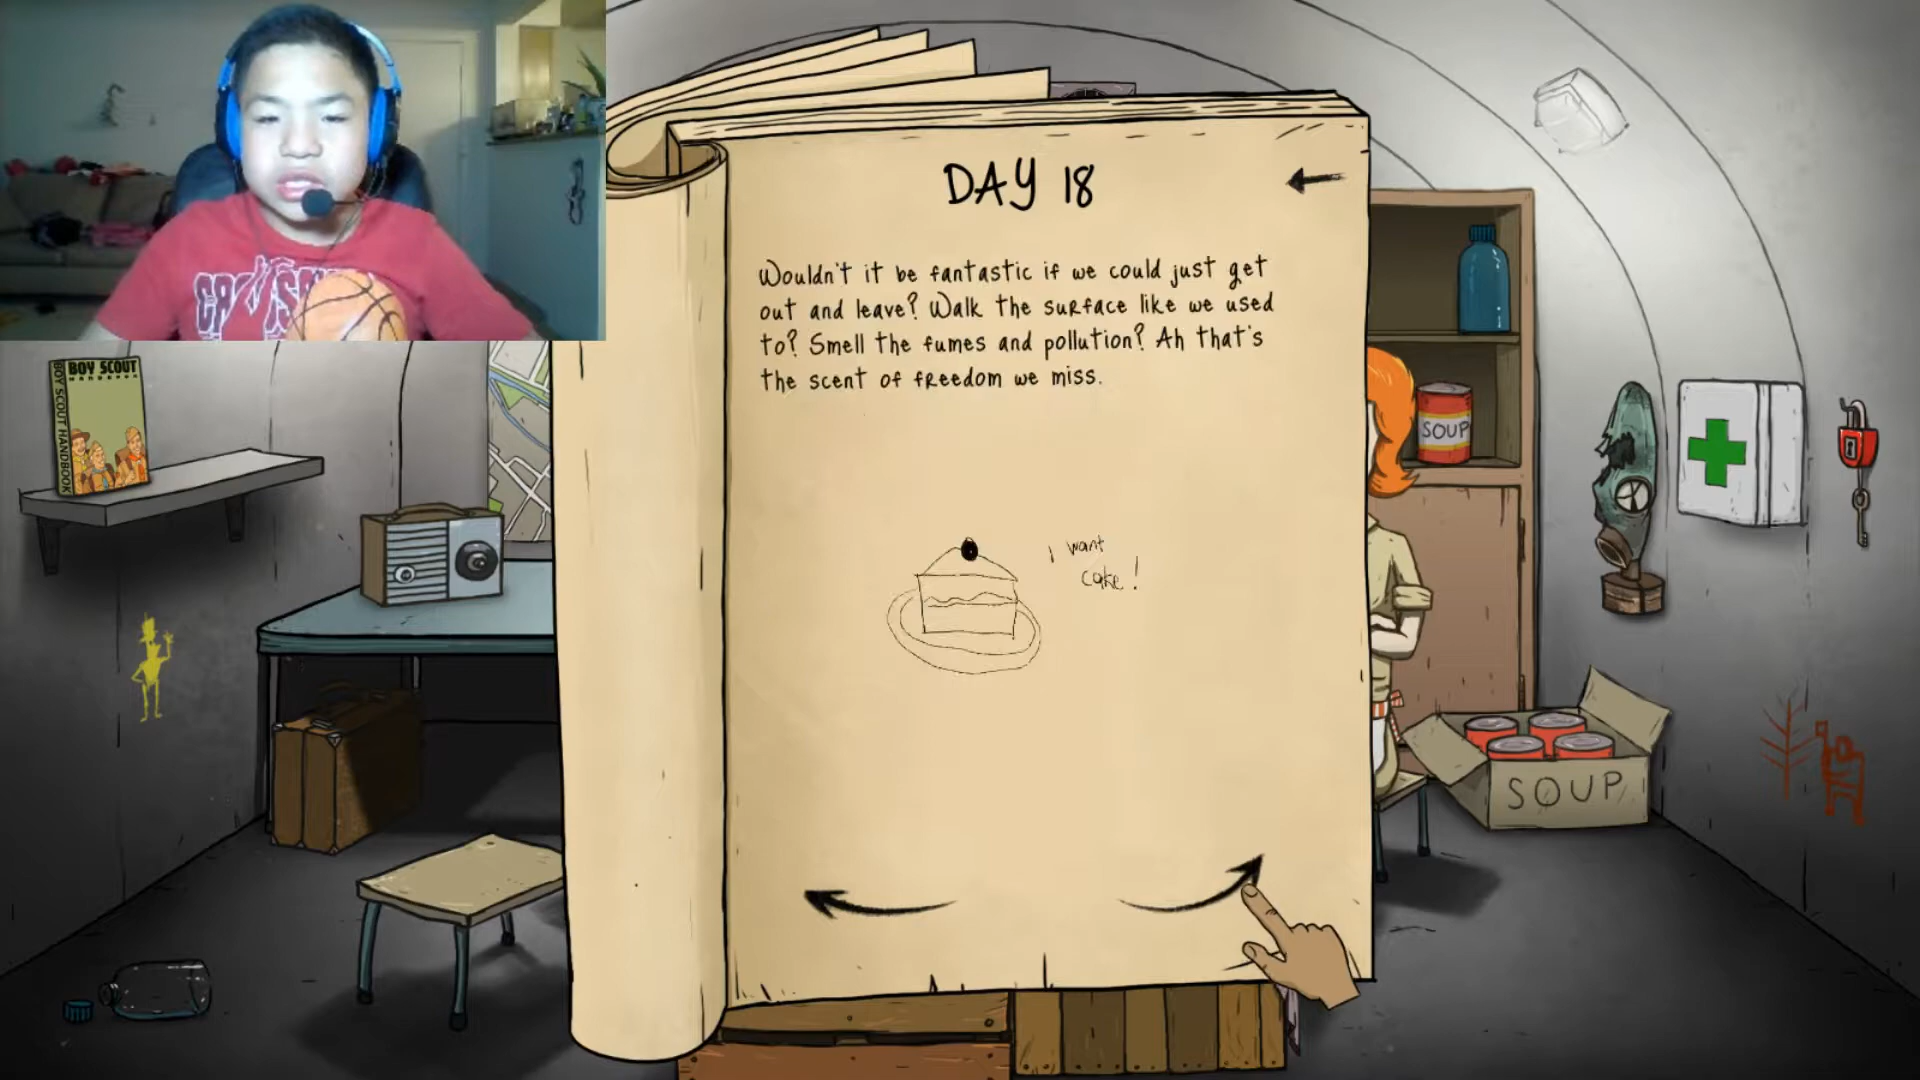 BOY SCOUT
HANDBOOK
BOY SCOUT HANDBOOK
DAY 18
Wouldn't it be fantastic if we could just get
out and leave? Walk the surface like we used
to? Smell the fumes and pollution? Ah that's
the scent of freedom we miss.
I want
cake!
SOUP
SOUP